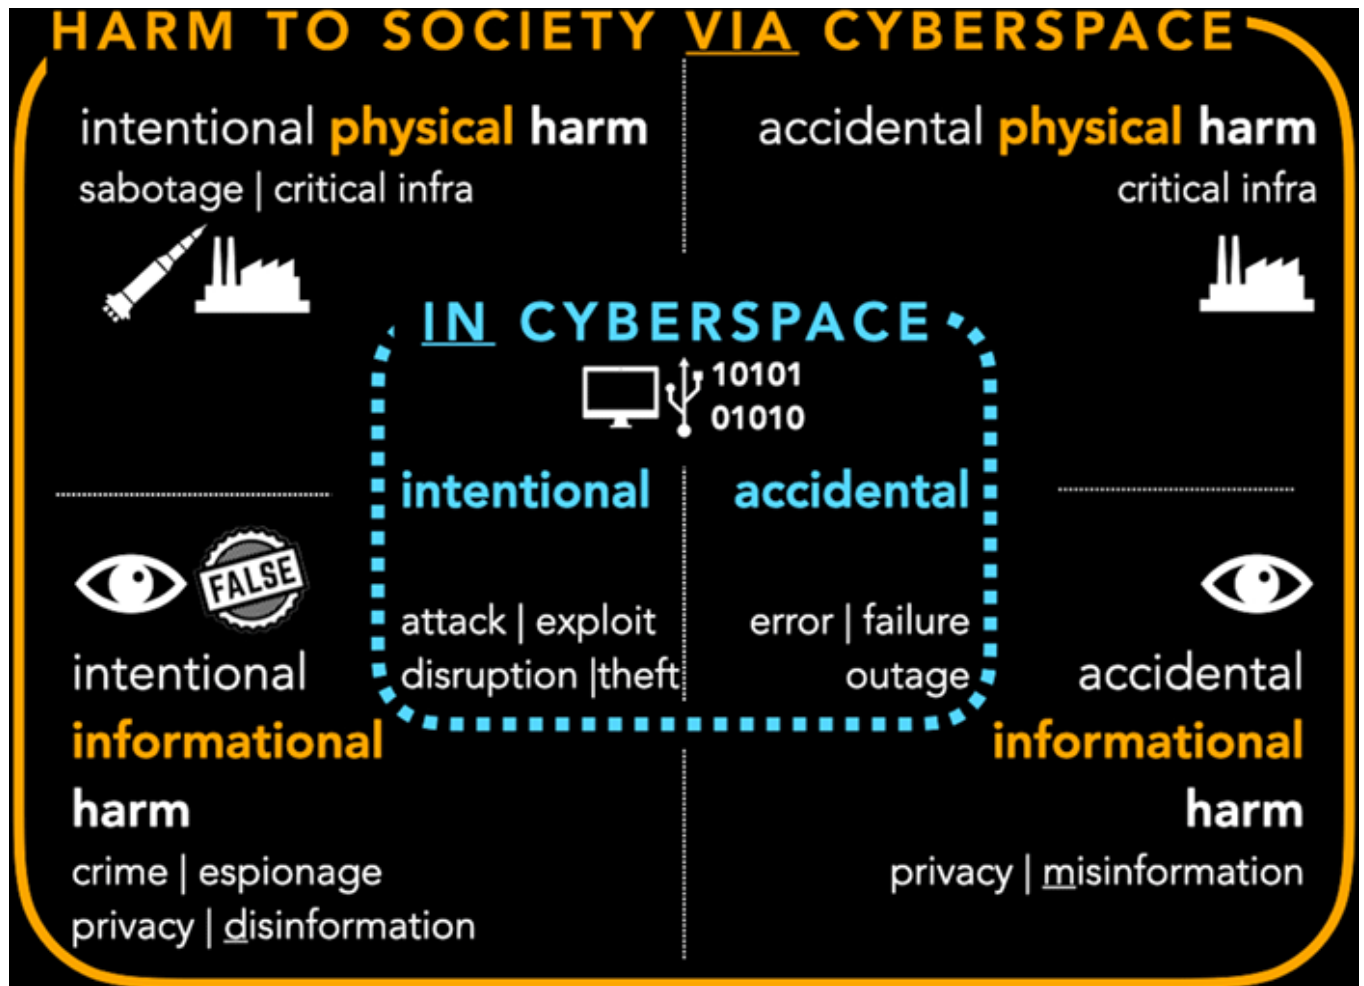 HARM TO SOCIETY VIA CYBERSPACE
intentional physical harm
sabotage | critical infra
accidental physical harm
critical infra
IN CYBERSPACE
10101
01010
intentional
attack | exploit
disruption |theft
accidental
error | failure
outage
FALSE
intentional
informational
harm
crime | espionage
privacy | disinformation
accidental
informational
harm
privacy | misinformation